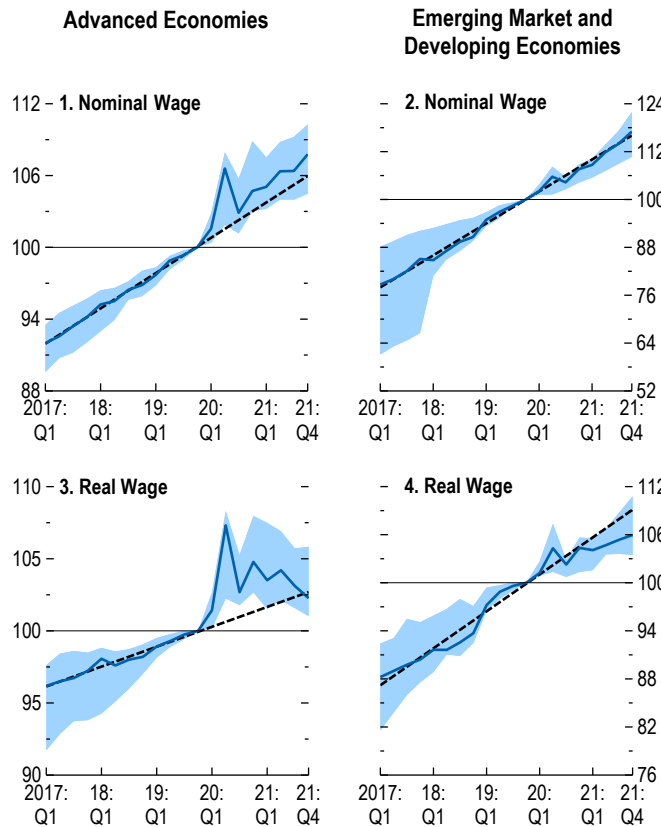 Advanced Economies
Emerging Market and
Developing Economies
1. Nominal Wage
112
106
100
94
88
2017:
Q1
18:
Q1
19:
Q1
20:
Q1
21:
Q1
21:
Q4
2. Nominal Wage
124
112
100
88
76
64
52
2017:
Q1
18:
Q1
19:
Q1
20:
Q1
21:
Q1
21:
Q4
3. Real Wage
110
105
100
95
90
2017:
Q1
18:
Q1
19:
Q1
20:
Q1
21:
Q1
21:
Q4
4. Real Wage
112
106
100
94
88
82
76
2017:
Q1
18:
Q1
19:
Q1
20:
Q1
21:
Q1
21:
Q4